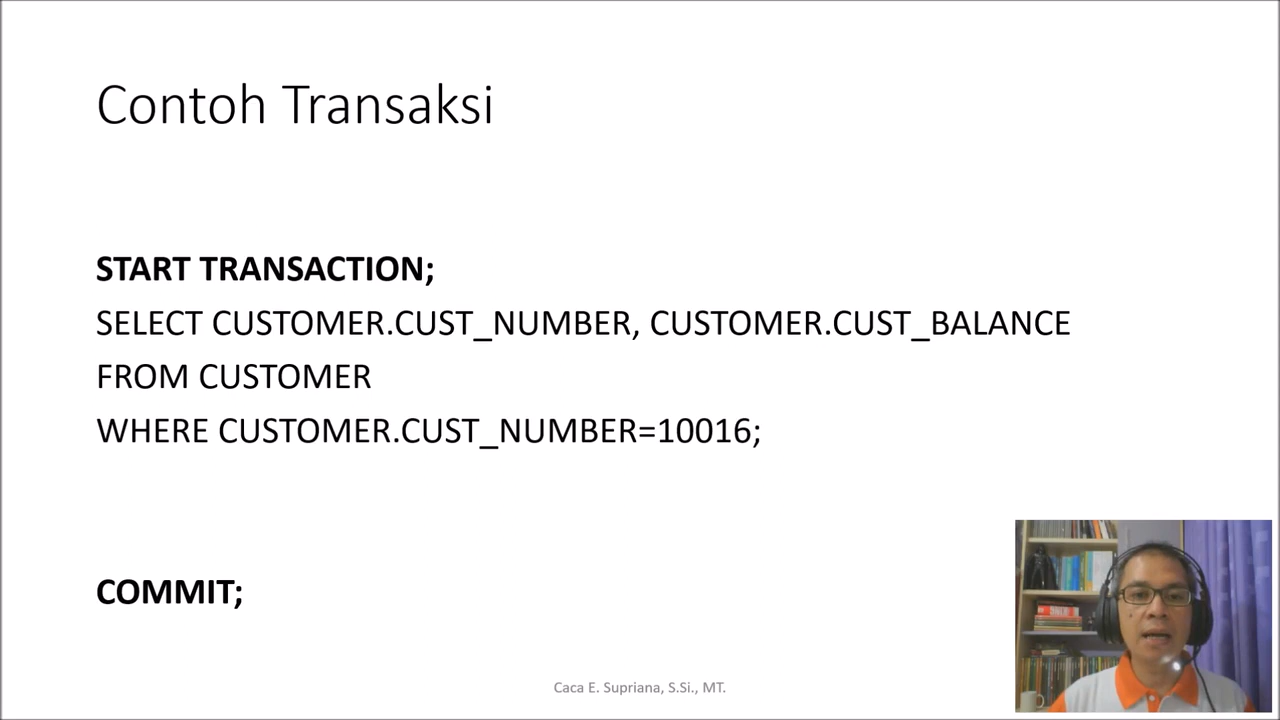 Contoh Transaksi
START TRANSACTION;
SELECT CUSTOMER.CUST_NUMBER, CUSTOMER.CUST_BALANCE
FROM CUSTOMER
WHERE CUSTOMER.CUST_NUMBER=10016;
COMMIT;
Caca E. Supriana, S.Si., MT.